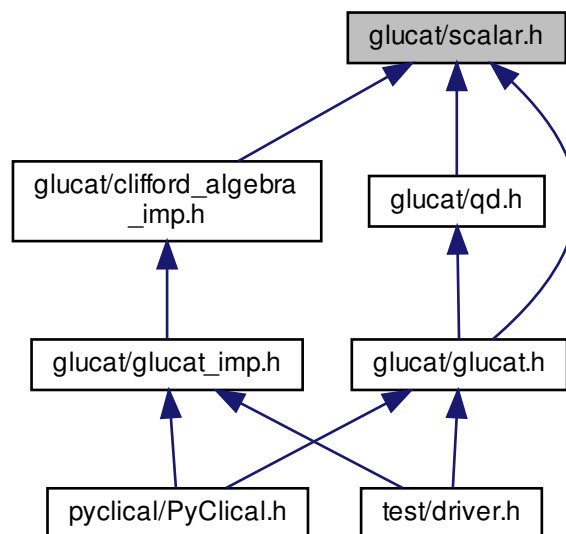 glucat/scalar.h
glucat/clifford_algebra
_imp.h
glucat/qd.h
glucat/glucat_imp.h
glucat/glucat.h
pyclical/PyClical.h
test/driver.h